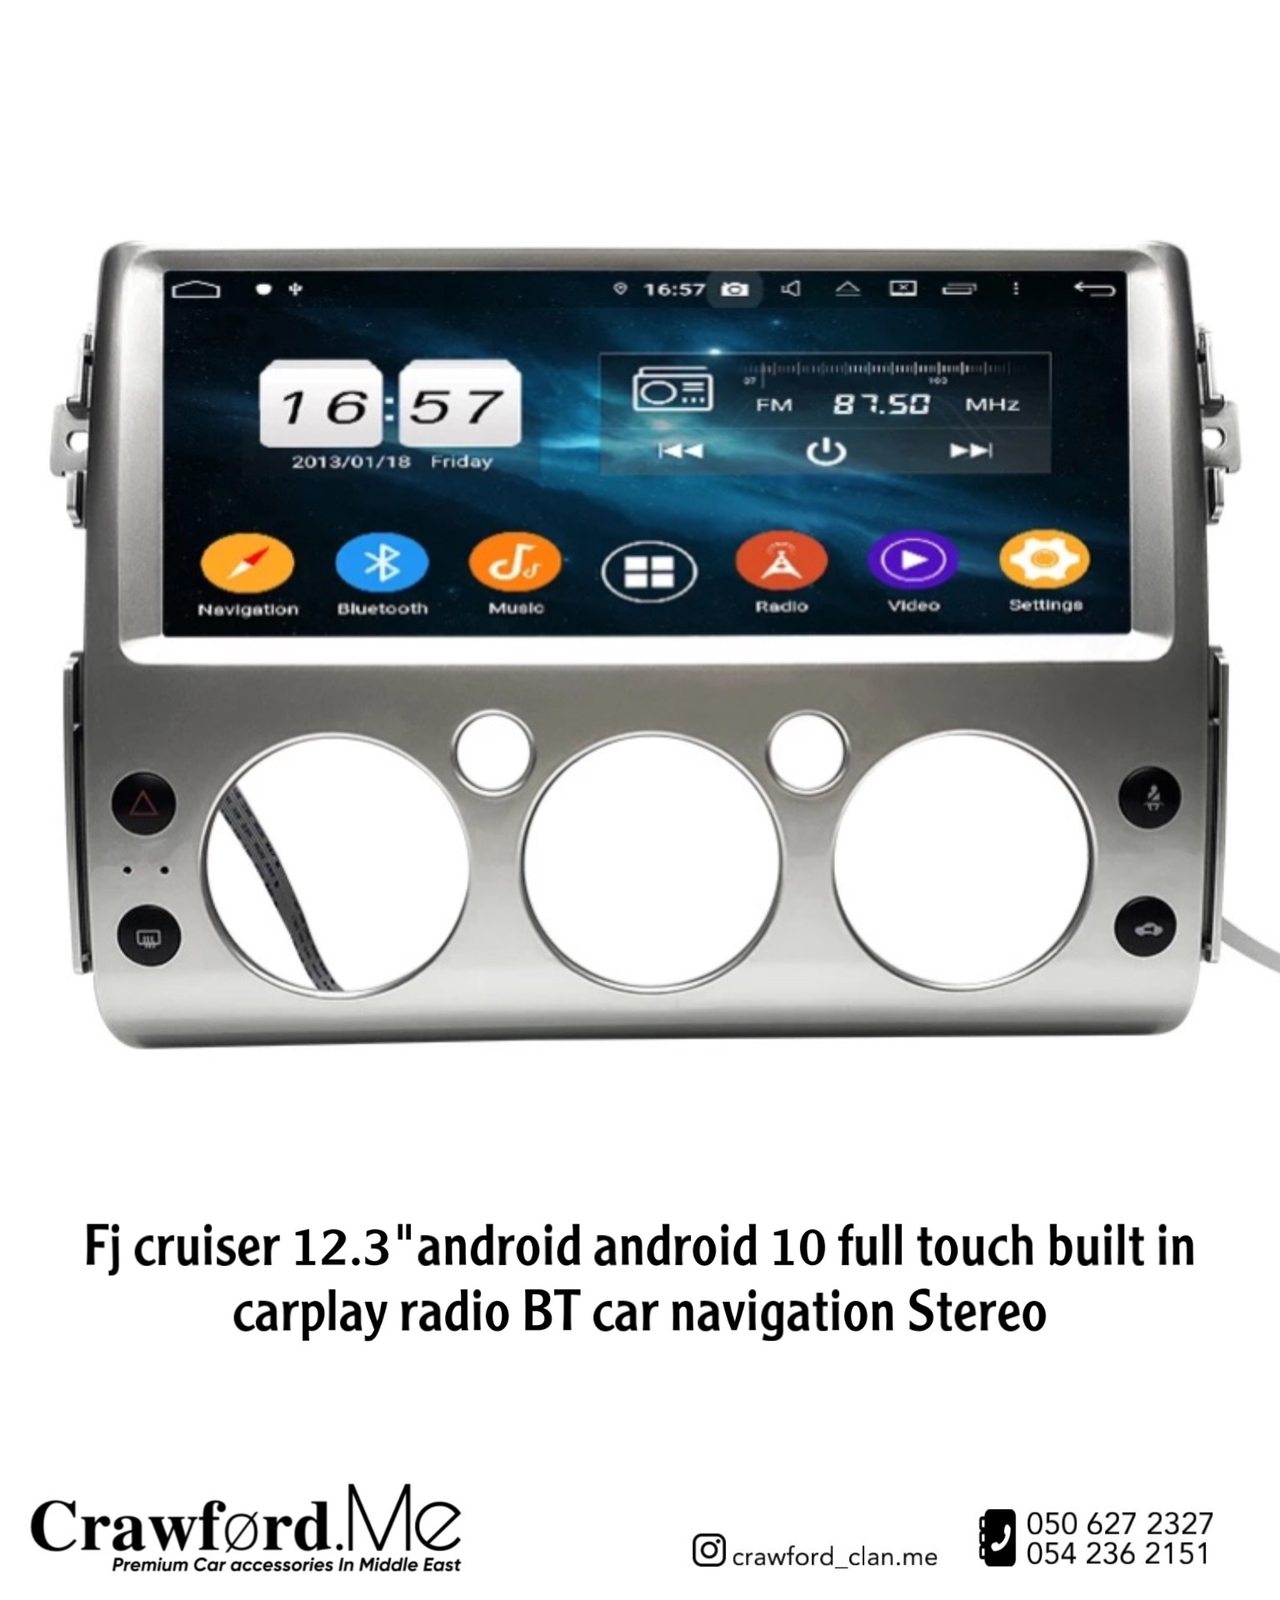 16:57
16:57
2013/01/18 Friday
87
103
FM 87.50 MHz
Navigation
Bluetooth
Music
Radio
Video
Settings
Fj cruiser 12.3"android android 10 full touch built in
carplay radio BT car navigation Stereo
Crawførd.Me
Premium Car accessories In Middle East
crawford_clan.me
050 627 2327
054 236 2151